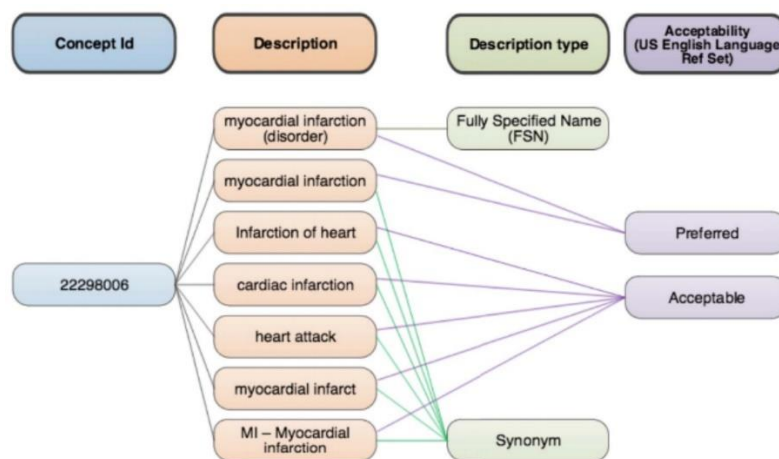 Concept Id
Description
Description type
Acceptability
(US English Language
Ref Set)
myocardial infarction
(disorder)
Fully Specified Name
(FSN)
myocardial infarction
Infarction of heart
Preferred
22298006
cardiac infarction
Acceptable
heart attack
myocardial infarct
MI – Myocardial
infarction
Synonym